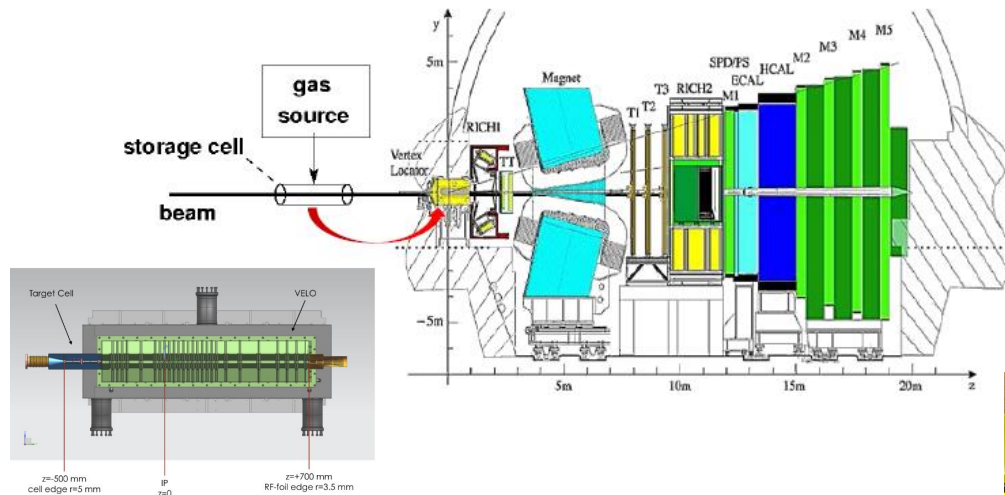 gas
source
storage cell
beam
y
5m
−5m
Vertex
Locator
RICH1
TT
Magnet
T1
T2
T3
RICH2
SPD/PS
M1
ECAL
HCAL
M2
M3
M4
M5
5m
10m
15m
20m
z
Target Cell
VELO
z=-500 mm
cell edge r=5 mm
IP
z=0
z=+700 mm
RF-foil edge r=3.5 mm